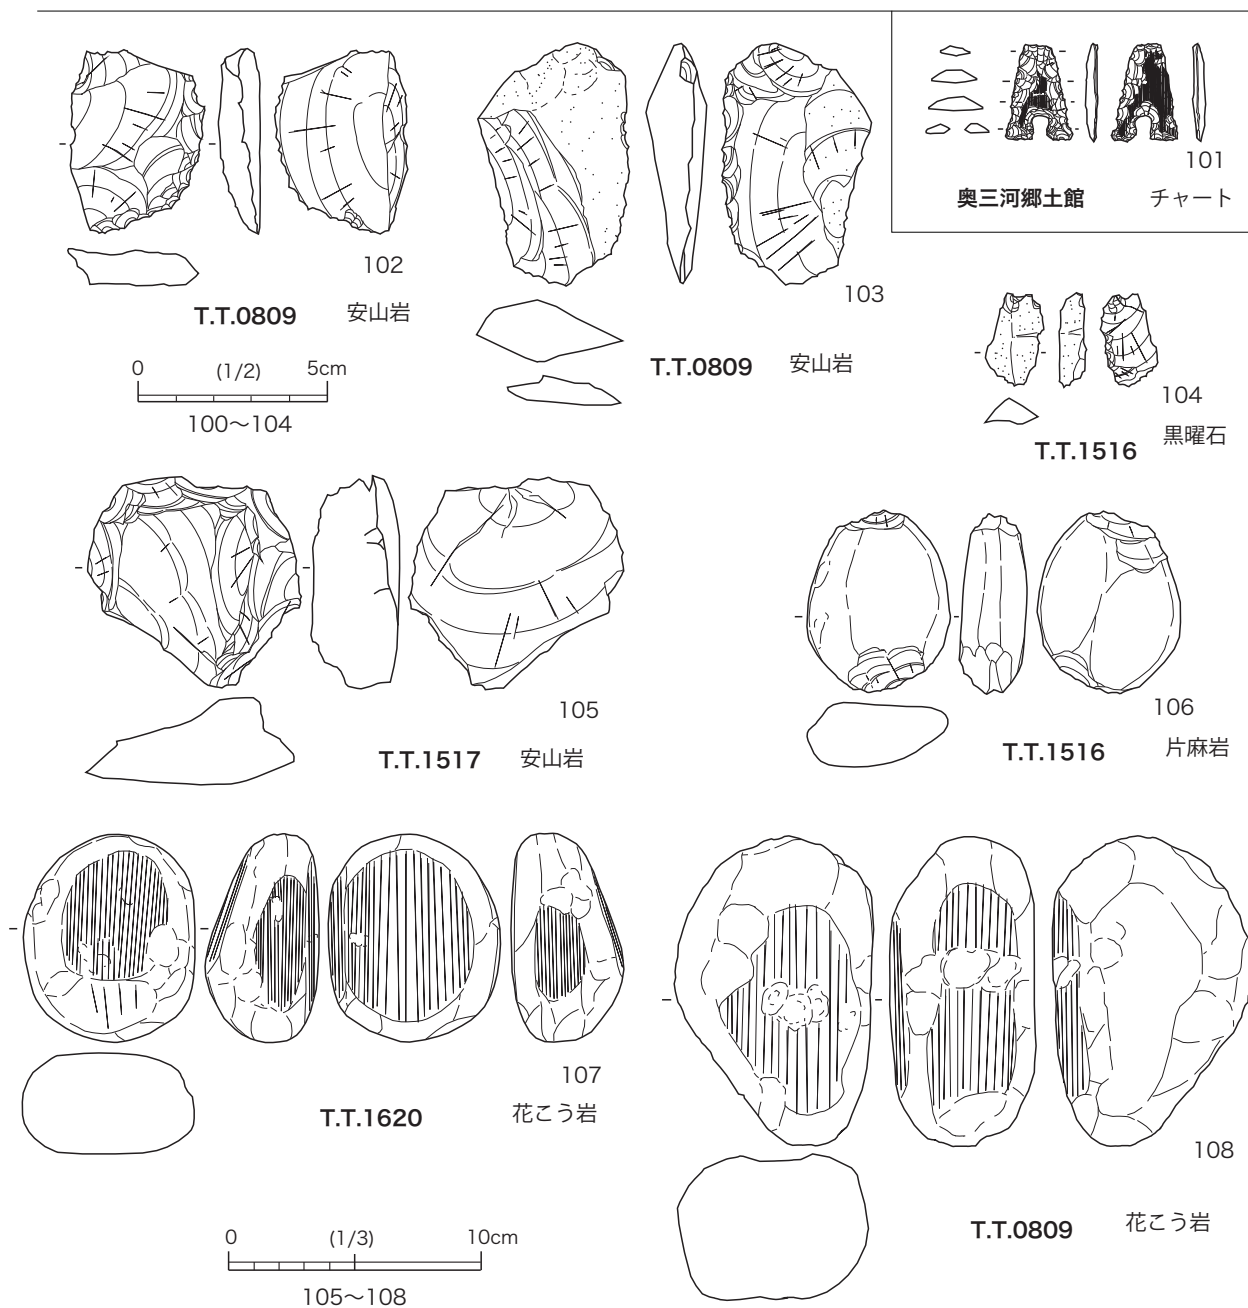 101
奥三河郷土館 チャート
102
T.T.0809 安山岩
103
T.T.0809 安山岩
0 (1/2) 5cm
100～104
104
T.T.1516 黒曜石
105
T.T.1517 安山岩
106
T.T.1516 片麻岩
107
T.T.1620 花こう岩
108
T.T.0809 花こう岩
0 (1/3) 10cm
105～108